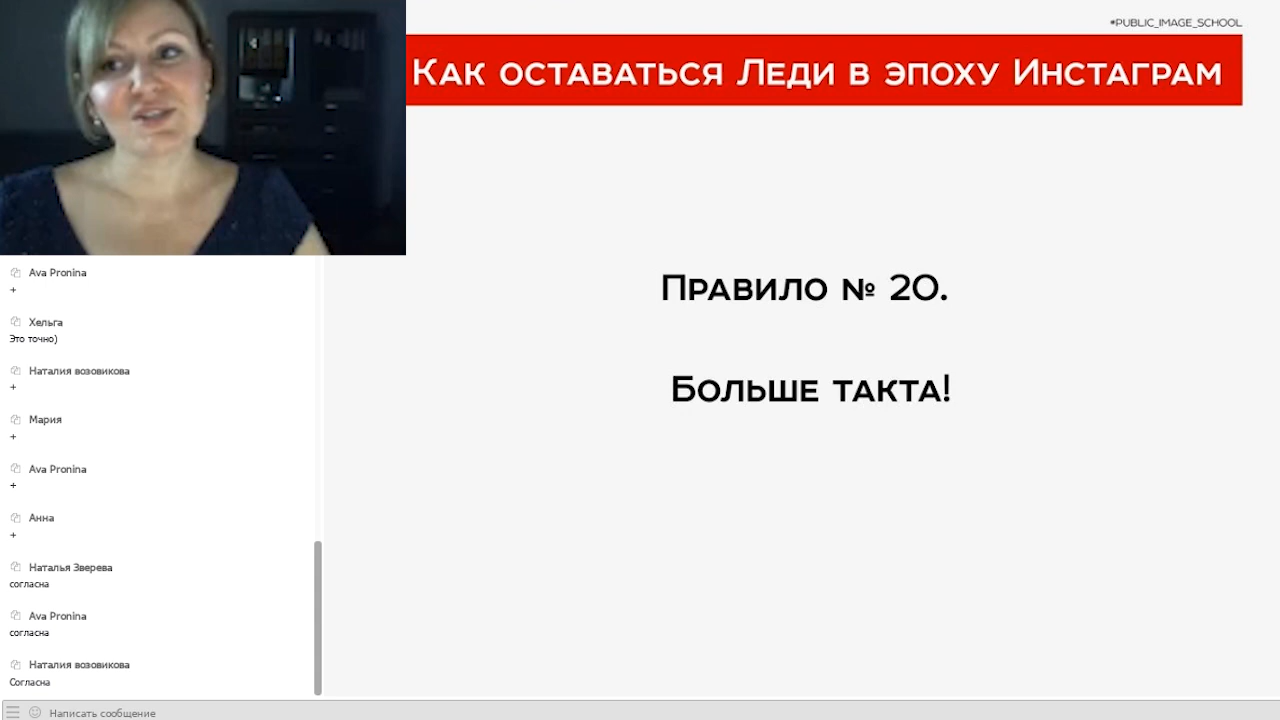 #PUBLIC_IMAGE_SCHOOL
Как оставаться Леди в эпоху Инстаграм
Правило № 20.
Больше такта!
Ava Pronina
+
Хельга
Это точно)
Наталия возовикова
+
Мария
+
Ava Pronina
+
Анна
+
Наталья Зверева
согласна
Ava Pronina
согласна
Наталия возовикова
Согласна
Написать сообщение